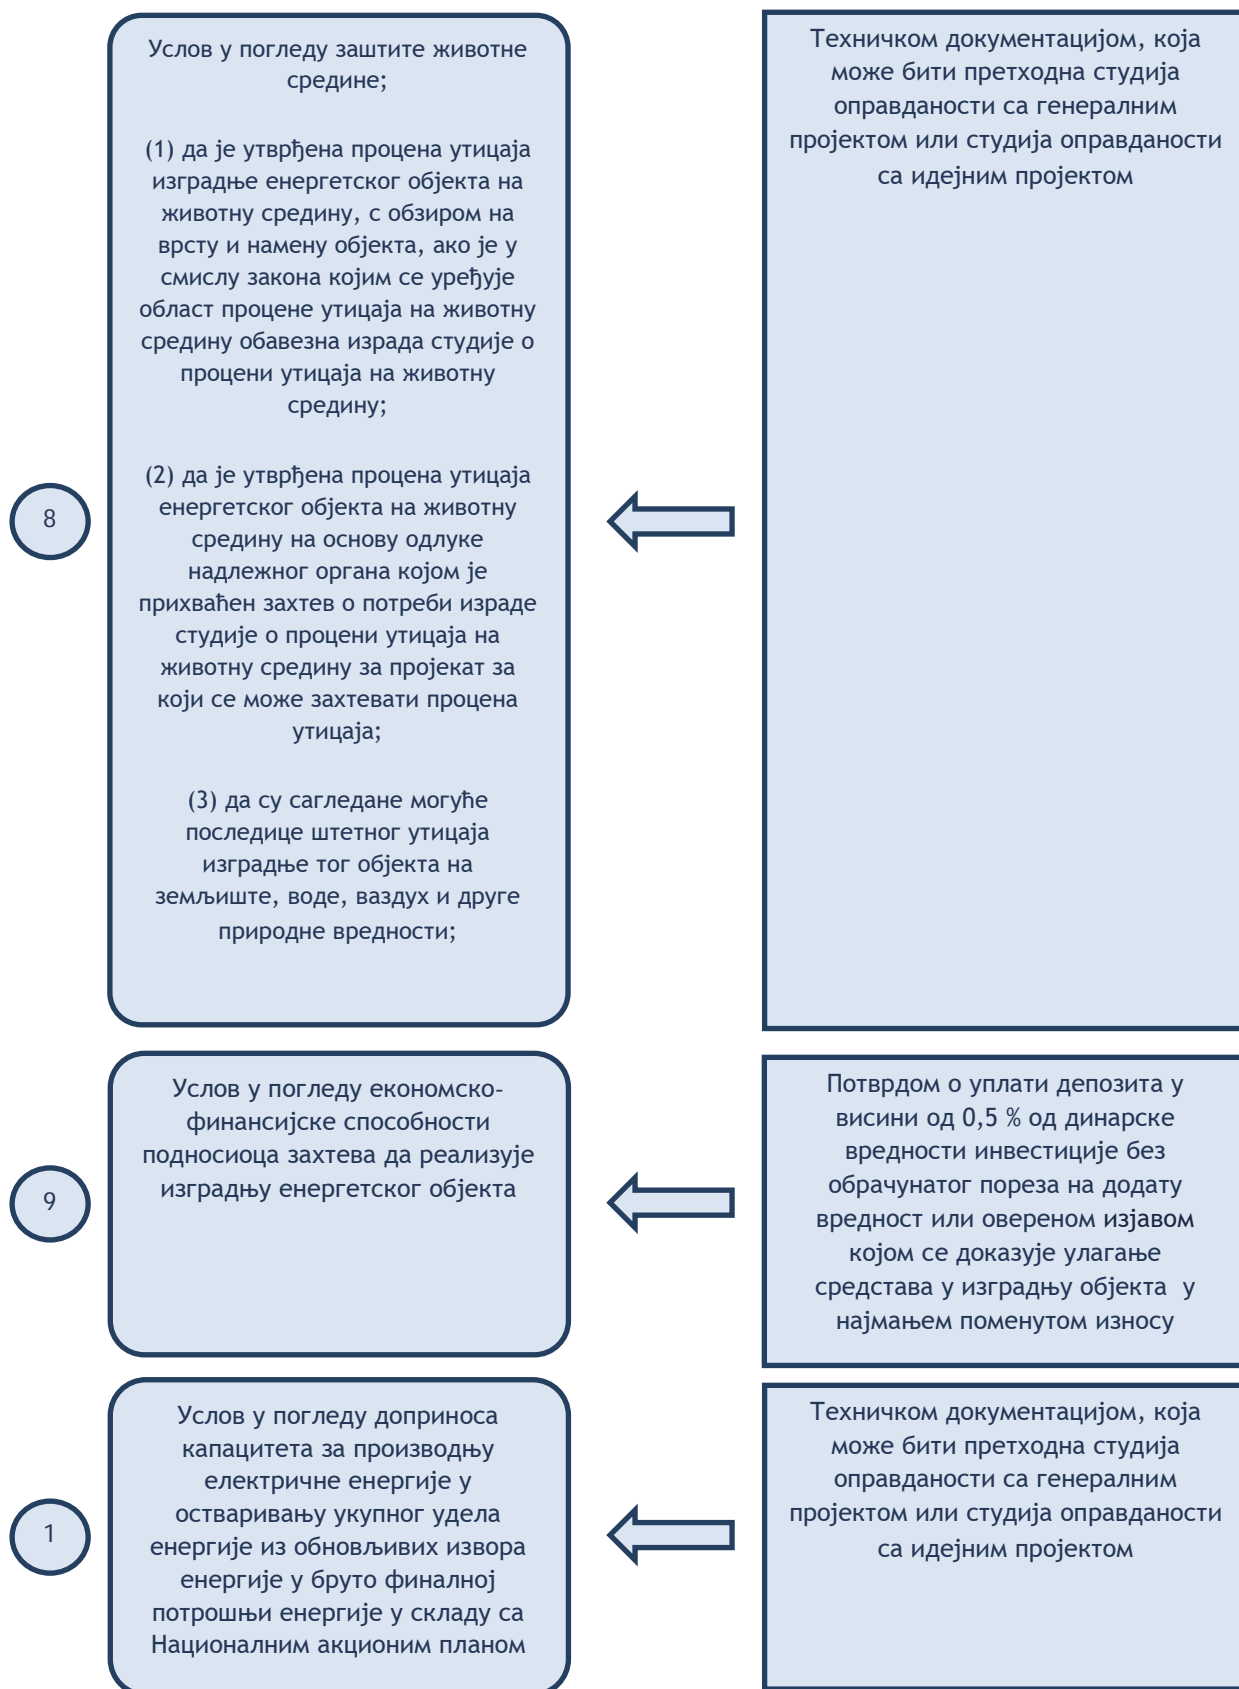 8
Услов у погледу заштите животне
средине;
(1) да је утврђена процена утицаја
изградње енергетског објекта на
животну средину, с обзиром на
врсту и намену објекта, ако је у
смислу закона којим се уређује
област процене утицаја на животну
средину обавезна израда студије о
процени утицаја на животну
средину;
(2) да је утврђена процена утицаја
енергетског објекта на животну
средину на основу одлуке
надлежног органа којом је
прихваћен захтев о потреби израде
студије о процени утицаја на
животну средину за пројекат за
који се може захтевати процена
утицаја;
(3) да су сагледане могуће
последице штетног утицаја
изградње тог објекта на
земљиште, воде, ваздух и друге
природне вредности;
Техничком документацијом, која
може бити претходна студија
оправданости са генералним
пројектом или студија оправданости
са идејним пројектом
9
Услов у погледу економско-
финансијске способности
подносиоца захтева да реализује
изградњу енергетског објекта
Потврдом о уплати депозита у
висини од 0,5 % од динарске
вредности инвестиције без
обрачунатог пореза на додату
вредност или овереном изјавом
којом се доказује улагање
средстава у изградњу објекта у
најмањем поменутом износу
1
Услов у погледу доприноса
капацитета за производњу
електричне енергије у
остваривању укупног удела
енергије из обновљивих извора
енергије у бруто финалној
потрошњи енергије у складу са
Националним акционим планом
Техничком документацијом, која
може бити претходна студија
оправданости са генералним
пројектом или студија оправданости
са идејним пројектом